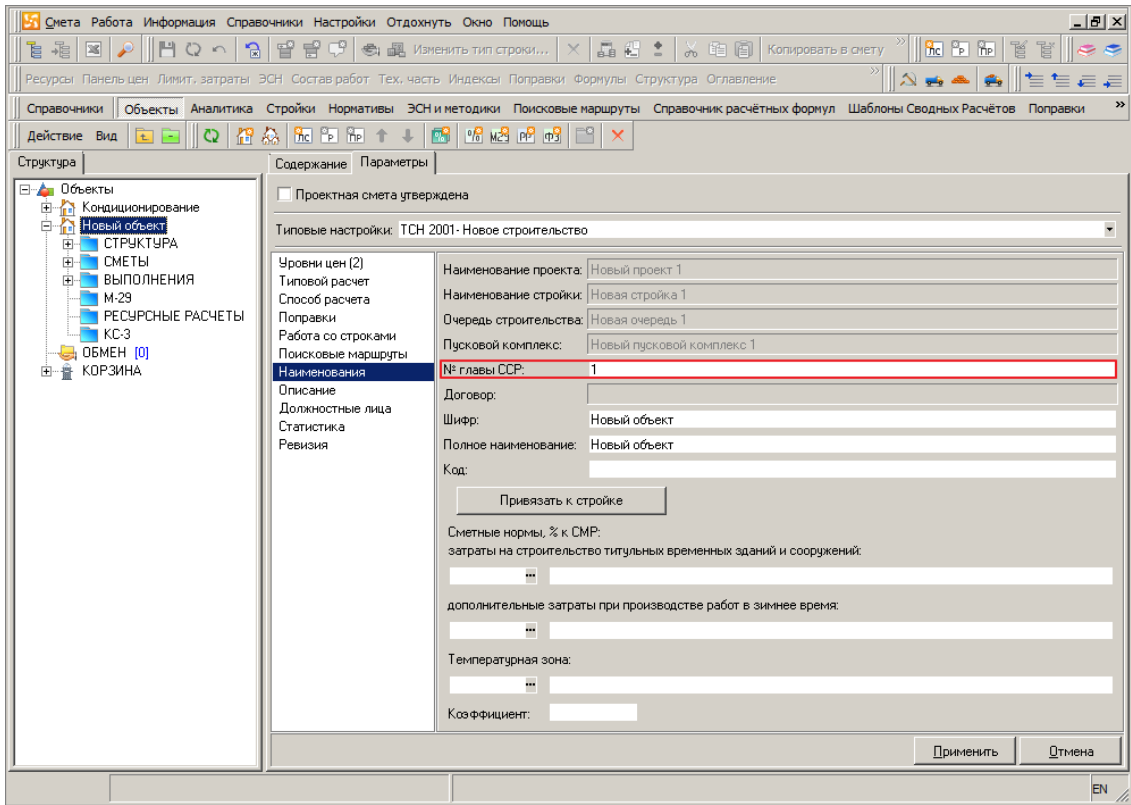 Смета Работа Информация Справочники Настройки Отдохнуть Окно Помощь
Изменить тип строки... Копировать в смету »
Ресурсы Панель цен Лимит. затраты ЭСН Состав работ Тех. часть Индексы Поправки Формулы Структура Оглавление »
Справочники Объекты Аналитика Стройки Нормативы ЭСН и методики Поисковые маршруты Справочник расчётных формул Шаблоны Сводных Расчётов Поправки »
Действие Вид
Структура
Содержание Параметры
Объекты
Кондиционирование
Новый объект
СТРУКТУРА
СМЕТЫ
ВЫПОЛНЕНИЯ
М-29
РЕСУРСНЫЕ РАСЧЕТЫ
КС-3
ОБМЕН [0]
КОРЗИНА
Проектная смета утверждена
Типовые настройки: ТСН 2001- Новое строительство
Уровни цен (2)
Типовой расчет
Способ расчета
Поправки
Работа со строками
Поисковые маршруты
Наименования
Описание
Должностные лица
Статистика
Ревизия
Наименование проекта: Новый проект 1
Наименование стройки: Новая стройка 1
Очередь строительства: Новая очередь 1
Пусковой комплекс: Новый пусковой комплекс 1
№ главы ССР: 1
Договор:
Шифр: Новый объект
Полное наименование: Новый объект
Код:
Привязать к стройке
Сметные нормы, % к СМР:
затраты на строительство титульных временных зданий и сооружений:
...
дополнительные затраты при производстве работ в зимнее время:
...
Температурная зона:
...
Коэффициент:
Применить Отмена
EN